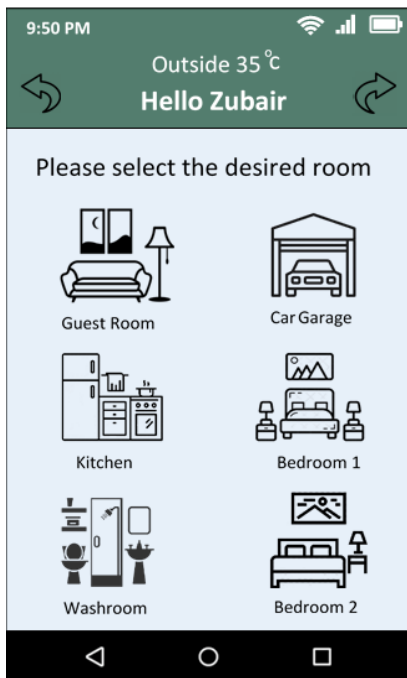 9:50 PM
Outside 35 °C
Hello Zubair
Please select the desired room
Guest Room
Car Garage
Kitchen
Bedroom 1
Washroom
Bedroom 2